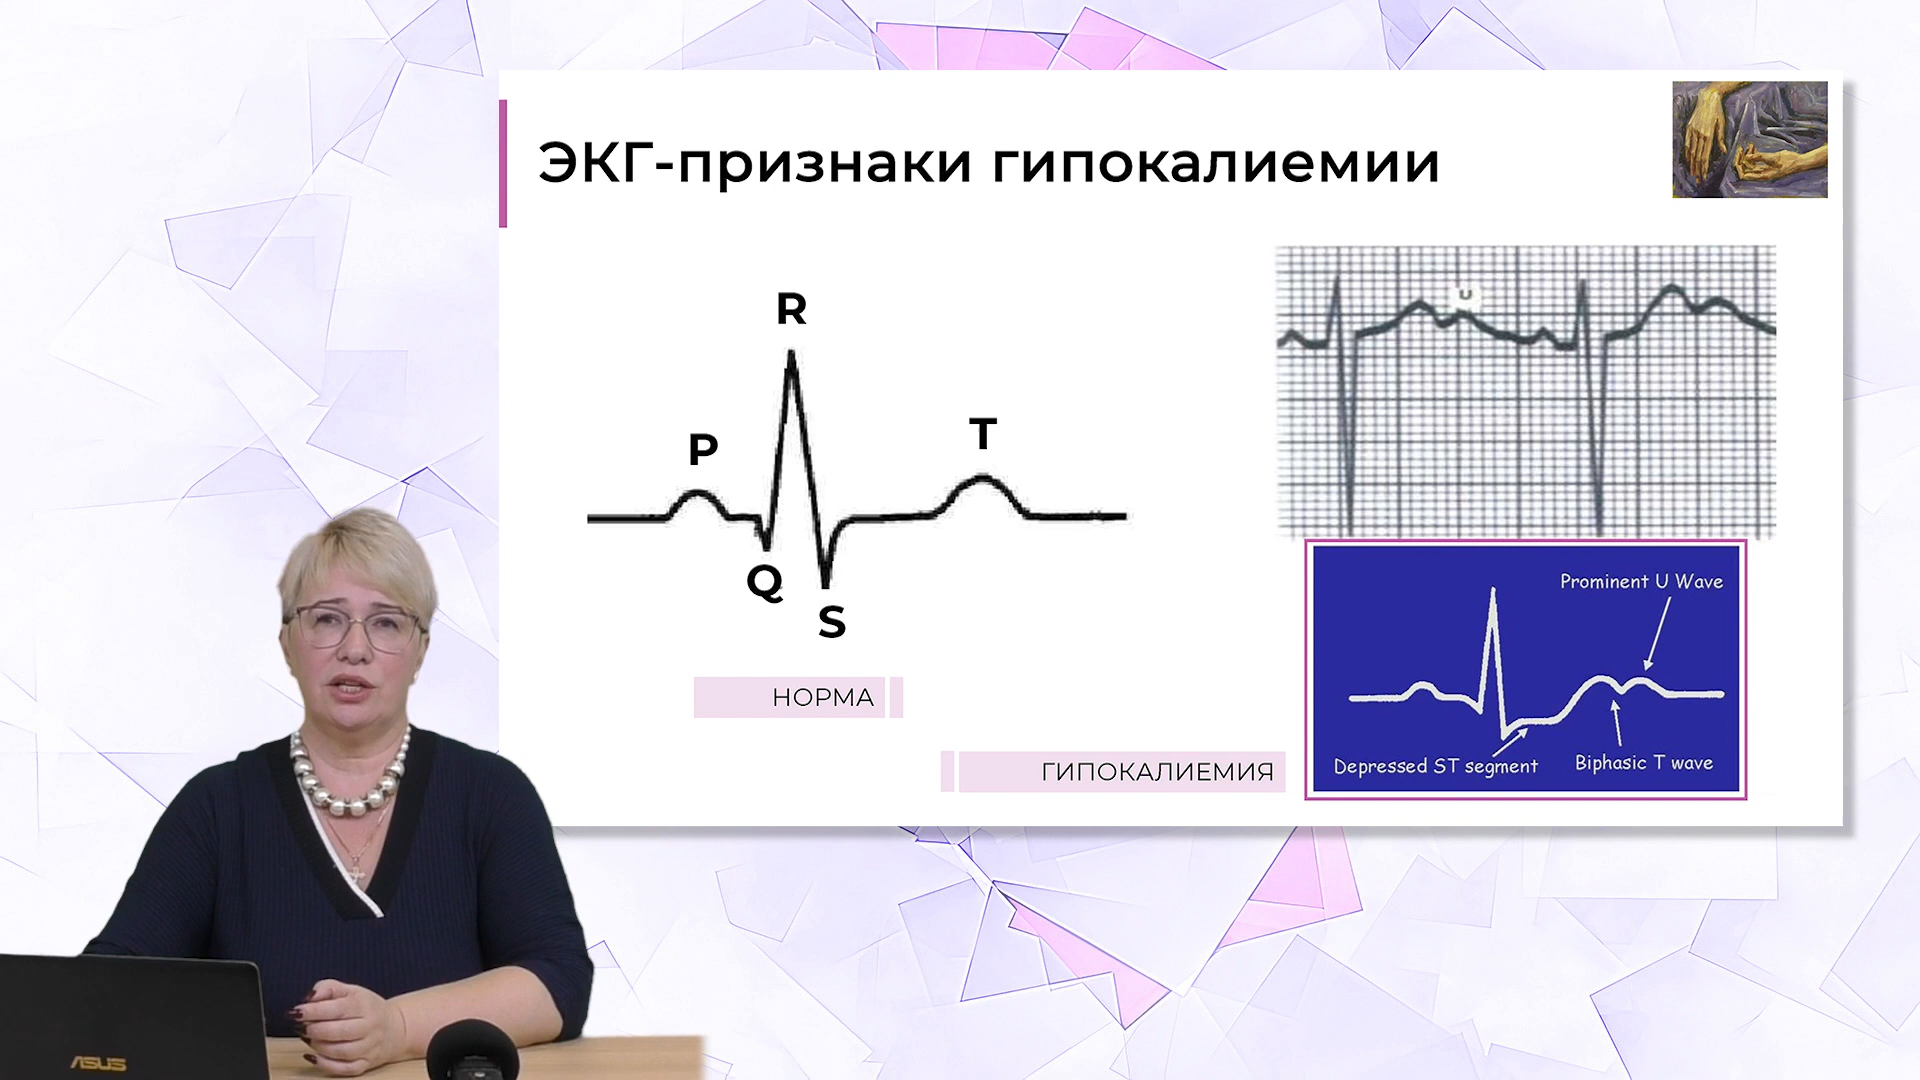 ЭКГ-признаки гипокалиемии
R
P
T
Q
S
U
НОРМА
ГИПОКАЛИЕМИЯ
Prominent U Wave
Depressed ST segment
Biphasic T wave
ASUS